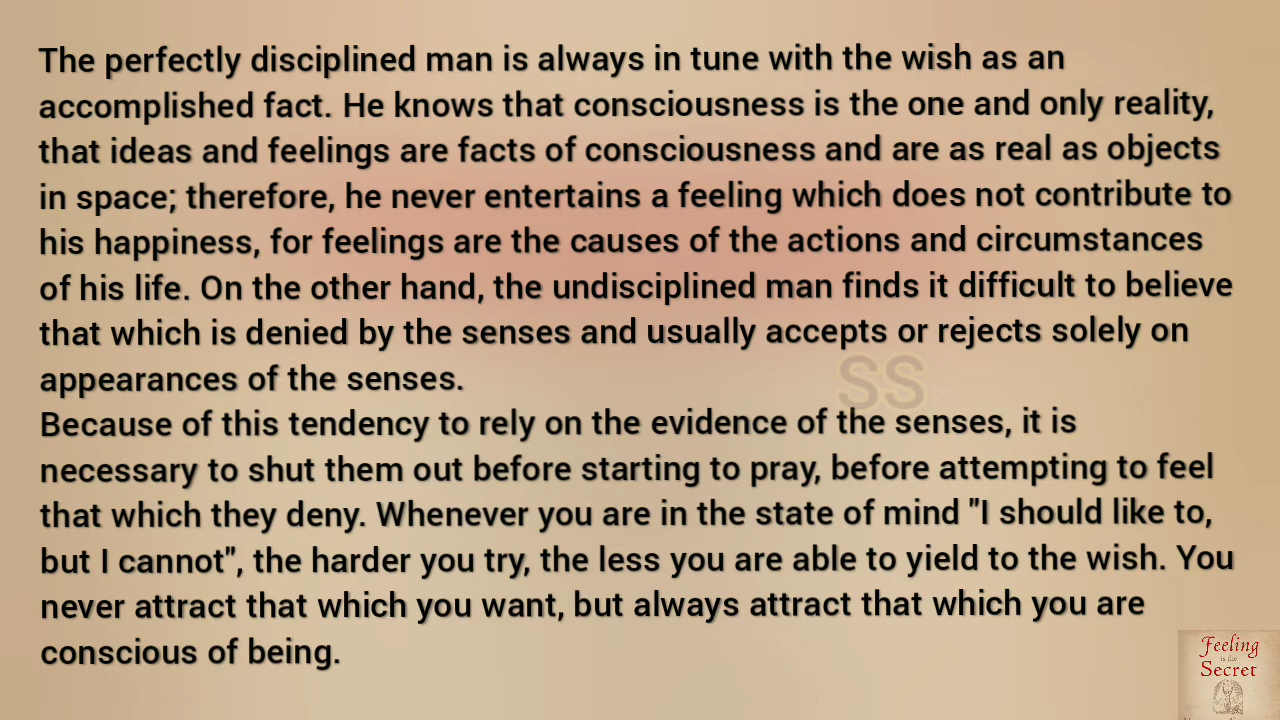 The perfectly disciplined man is always in tune with the wish as an
accomplished fact. He knows that consciousness is the one and only reality,
that ideas and feelings are facts of consciousness and are as real as objects
in space; therefore, he never entertains a feeling which does not contribute to
his happiness, for feelings are the causes of the actions and circumstances
of his life. On the other hand, the undisciplined man finds it difficult to believe
that which is denied by the senses and usually accepts or rejects solely on
appearances of the senses.
SS
Because of this tendency to rely on the evidence of the senses, it is
necessary to shut them out before starting to pray, before attempting to feel
that which they deny. Whenever you are in the state of mind "I should like to,
but I cannot", the harder you try, the less you are able to yield to the wish. You
never attract that which you want, but always attract that which you are
conscious of being.
Feeling
is the
Secret